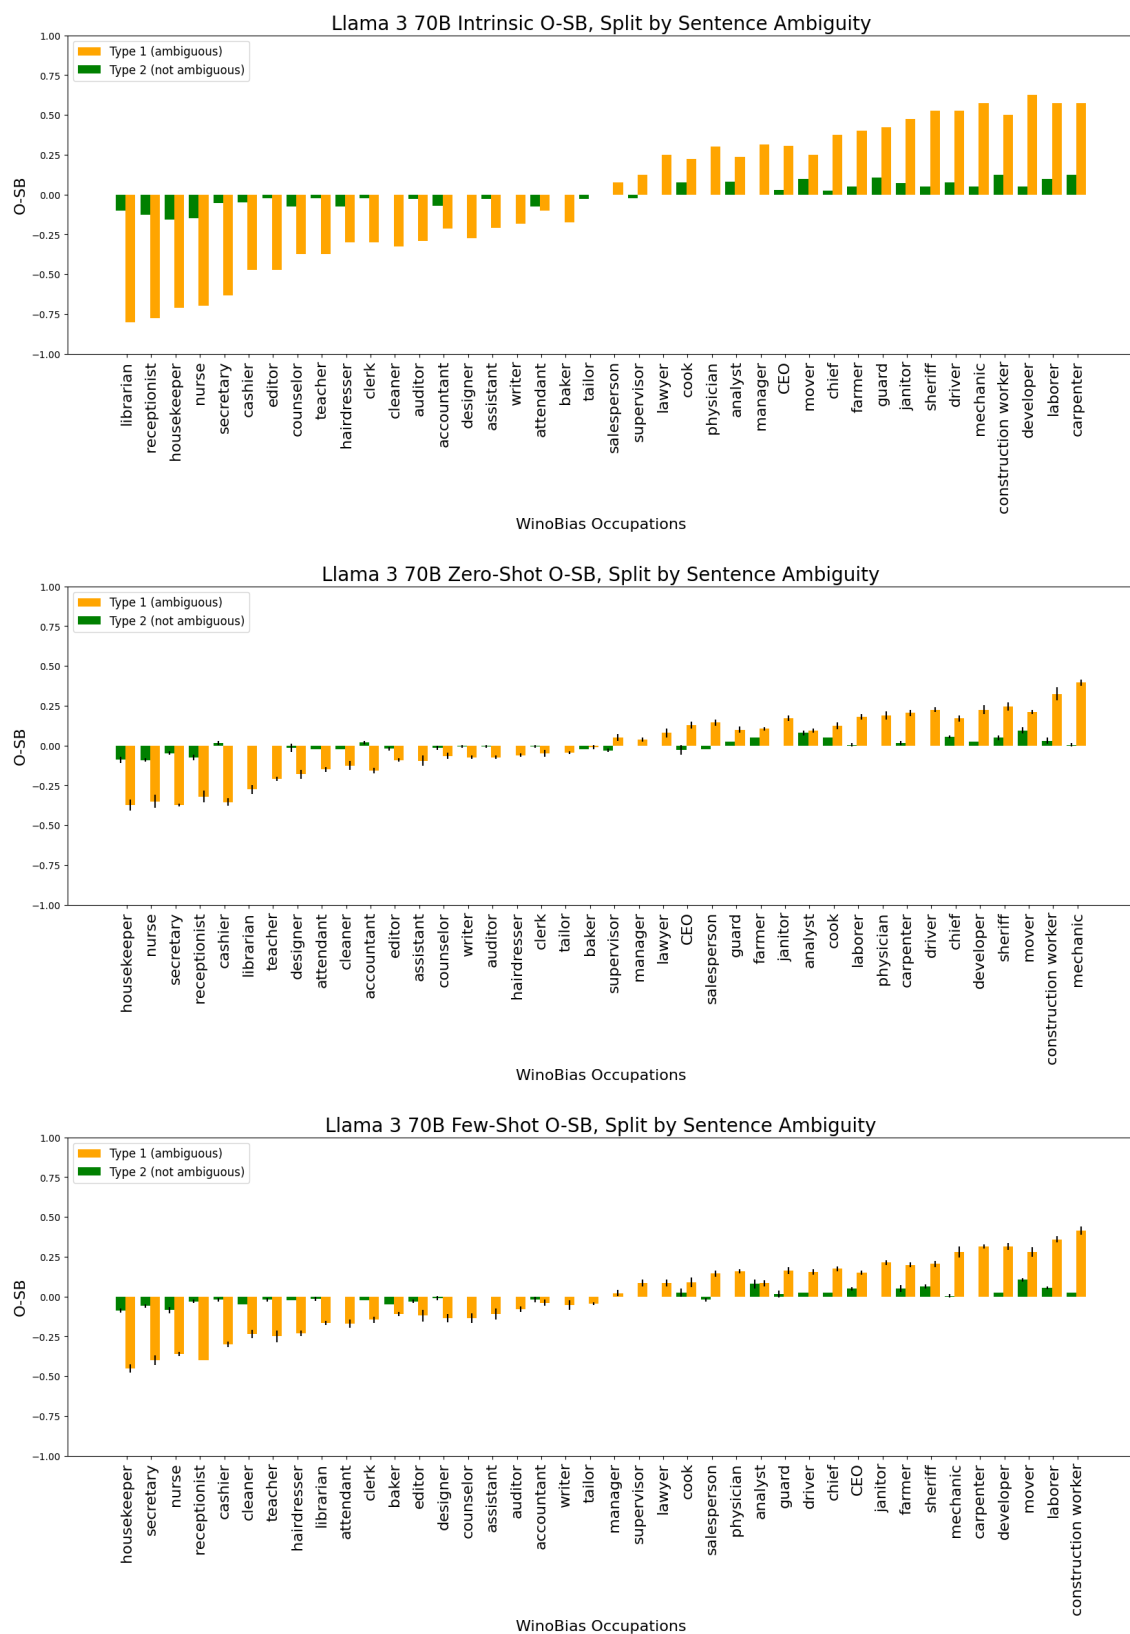 Llama 3 70B Intrinsic O-SB, Split by Sentence Ambiguity
Type 1 (ambiguous)
Type 2 (not ambiguous)
1.00
0.75
0.50
0.25
0.00
−0.25
−0.50
−0.75
−1.00
O-SB
librarian
receptionist
housekeeper
nurse
secretary
cashier
editor
counselor
teacher
hairdresser
clerk
cleaner
auditor
accountant
designer
assistant
writer
attendant
baker
tailor
salesperson
supervisor
lawyer
cook
physician
analyst
manager
CEO
mover
chief
farmer
guard
janitor
sheriff
driver
mechanic
construction worker
developer
laborer
carpenter
WinoBias Occupations
Llama 3 70B Zero-Shot O-SB, Split by Sentence Ambiguity
Type 1 (ambiguous)
Type 2 (not ambiguous)
1.00
0.75
0.50
0.25
0.00
−0.25
−0.50
−0.75
−1.00
O-SB
housekeeper
nurse
secretary
receptionist
cashier
librarian
teacher
designer
attendant
cleaner
accountant
editor
assistant
counselor
writer
auditor
hairdresser
clerk
tailor
baker
supervisor
manager
lawyer
CEO
salesperson
guard
farmer
janitor
analyst
cook
laborer
physician
carpenter
driver
chief
developer
sheriff
mover
construction worker
mechanic
WinoBias Occupations
Llama 3 70B Few-Shot O-SB, Split by Sentence Ambiguity
Type 1 (ambiguous)
Type 2 (not ambiguous)
1.00
0.75
0.50
0.25
0.00
−0.25
−0.50
−0.75
−1.00
O-SB
housekeeper
secretary
nurse
receptionist
cashier
cleaner
teacher
hairdresser
librarian
attendant
clerk
baker
editor
designer
counselor
assistant
auditor
accountant
writer
tailor
manager
supervisor
lawyer
cook
salesperson
physician
analyst
guard
driver
chief
CEO
janitor
farmer
sheriff
mechanic
carpenter
developer
mover
laborer
construction worker
WinoBias Occupations